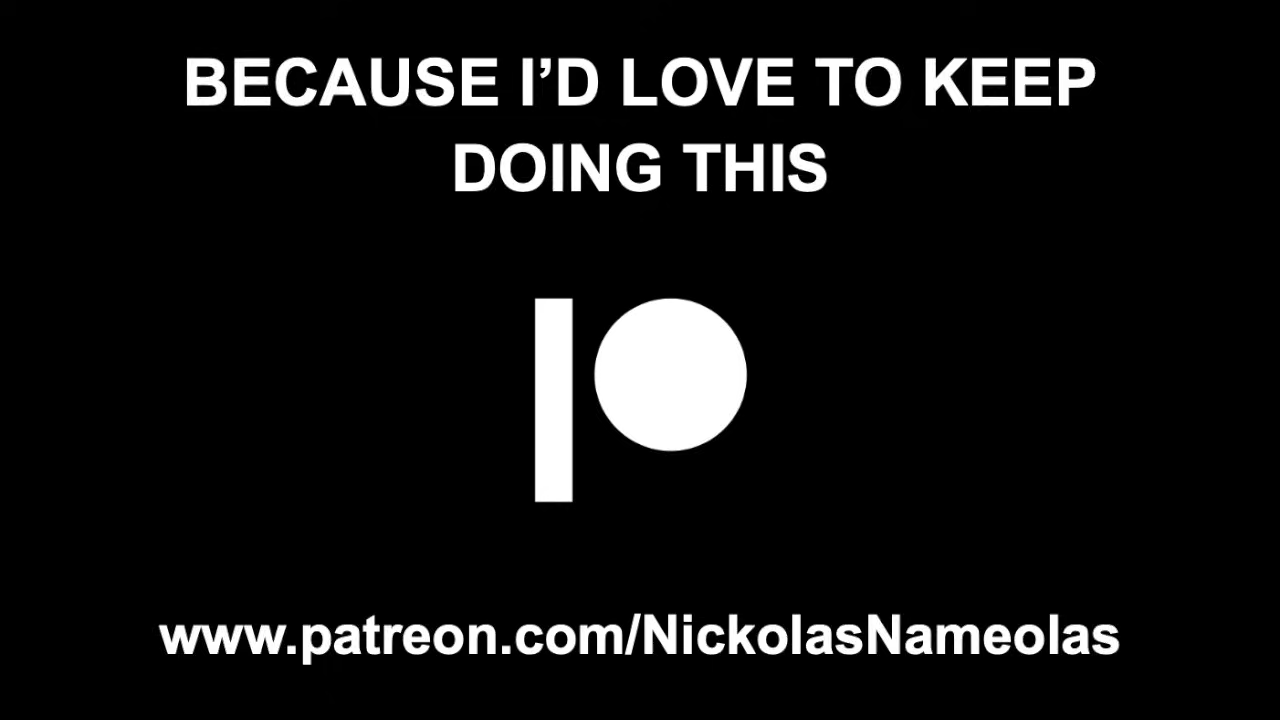 BECAUSE I’D LOVE TO KEEP
DOING THIS
www.patreon.com/NickolasNameolas